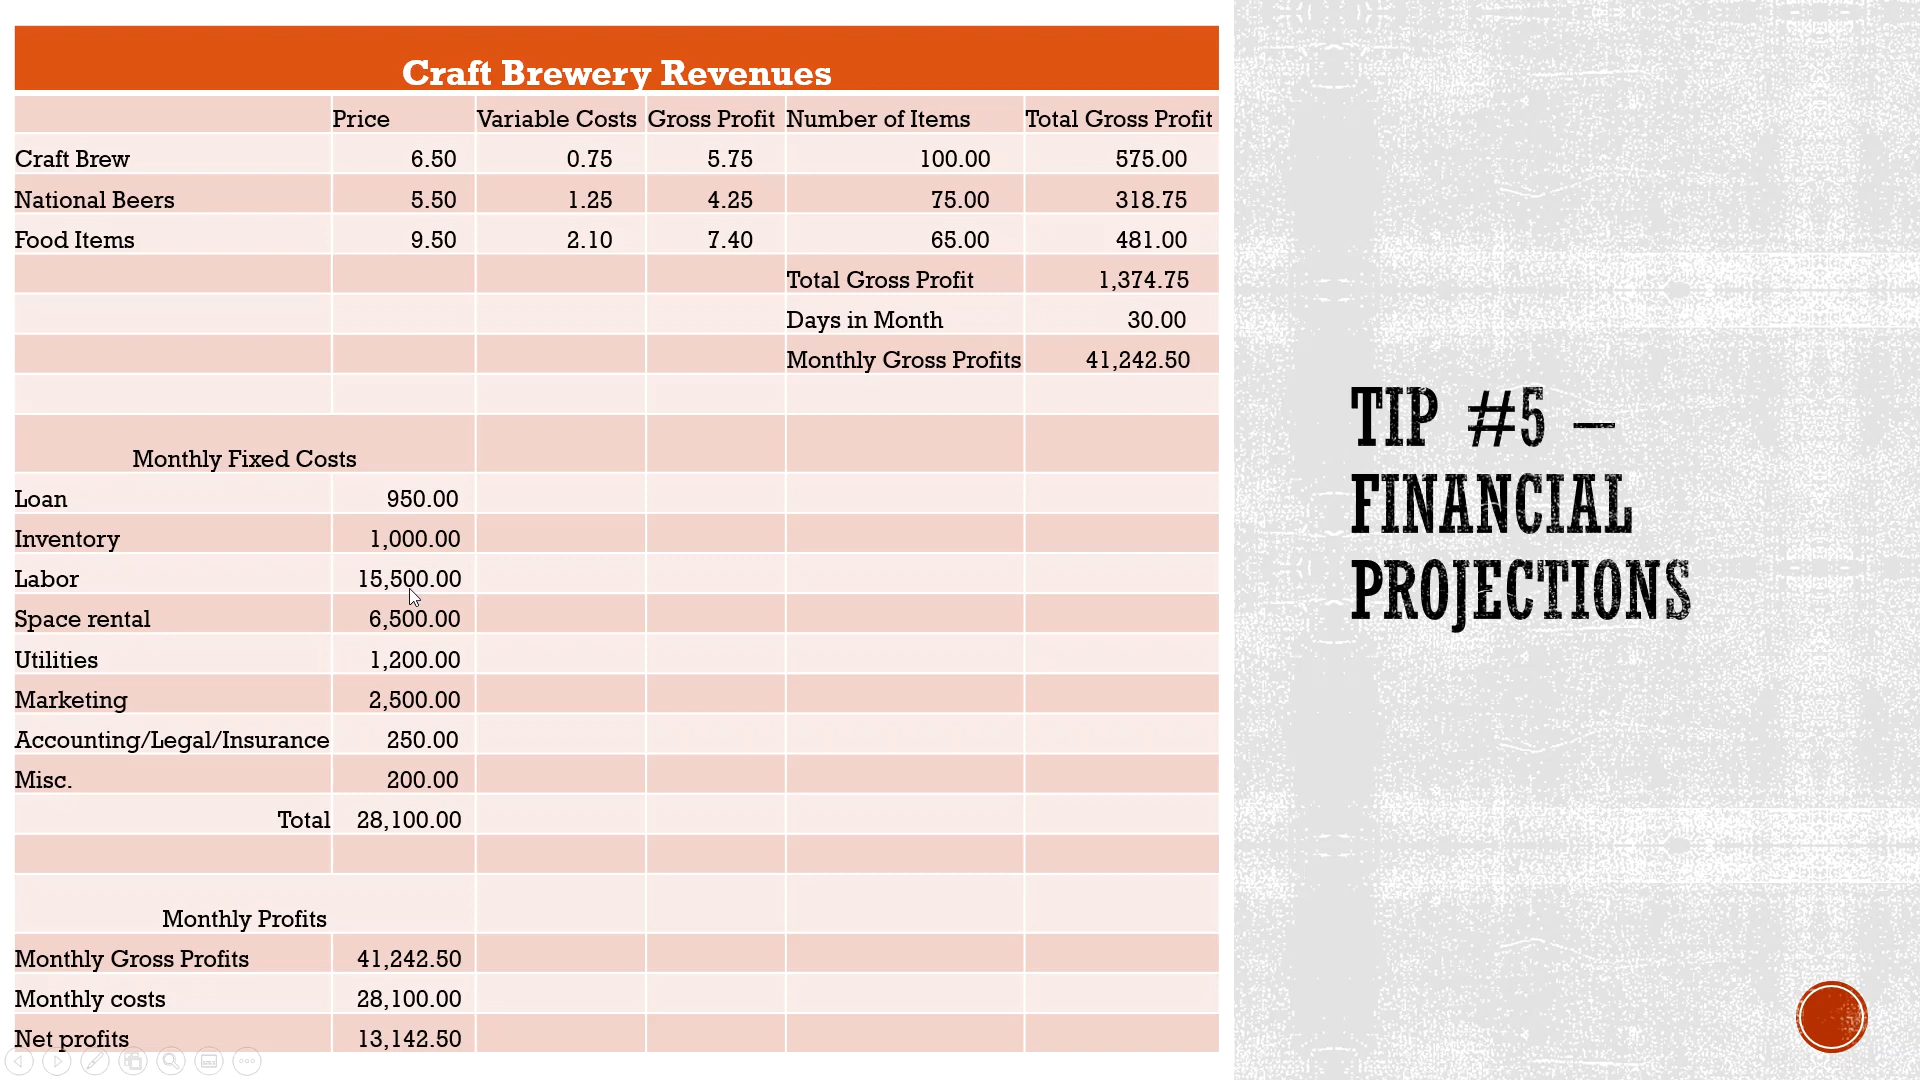 Craft Brewery Revenues
Price Variable Costs Gross Profit Number of Items Total Gross Profit
Craft Brew 6.50 0.75 5.75 100.00 575.00
National Beers 5.50 1.25 4.25 75.00 318.75
Food Items 9.50 2.10 7.40 65.00 481.00
Total Gross Profit 1,374.75
Days in Month 30.00
Monthly Gross Profits 41,242.50
Monthly Fixed Costs
Loan 950.00
Inventory 1,000.00
Labor 15,500.00
Space rental 6,500.00
Utilities 1,200.00
Marketing 2,500.00
Accounting/Legal/Insurance 250.00
Misc. 200.00
Total 28,100.00
Monthly Profits
Monthly Gross Profits 41,242.50
Monthly costs 28,100.00
Net profits 13,142.50
TIP #5 –
FINANCIAL
PROJECTIONS